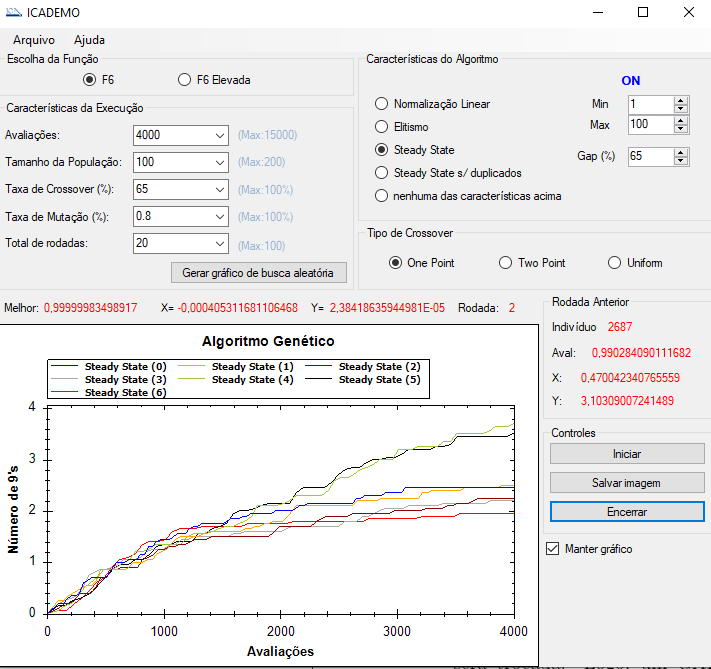 ICADEMO
Arquivo Ajuda
Escolha da Função
F6 F6 Elevada
Características da Execução
Avaliações: 4000 (Max:15000)
Tamanho da População: 100 (Max:200)
Taxa de Crossover (%): 65 (Max:100%)
Taxa de Mutação (%): 0.8 (Max:100%)
Total de rodadas: 20 (Max:100)
Gerar gráfico de busca aleatória
Características do Algoritmo
ON
Normalização Linear
Elitismo
Steady State
Steady State s/ duplicados
nenhuma das características acima
Min 1
Max 100
Gap (%) 65
Tipo de Crossover
One Point Two Point Uniform
Melhor: 0,99999983498917 X= -0,000405311681106468 Y= 2,38418635944981E-05 Rodada: 2
Algoritmo Genético
Steady State (0) Steady State (1) Steady State (2)
Steady State (3) Steady State (4) Steady State (5)
Steady State (6)
Número de 9's
4
3
2
1
0
0 1000 2000 3000 4000
Avaliações
Rodada Anterior
Indivíduo 2687
Aval: 0,990284090111682
X: 0,470042340765559
Y: 3,10309007241489
Controles
Iniciar
Salvar imagem
Encerrar
Manter gráfico